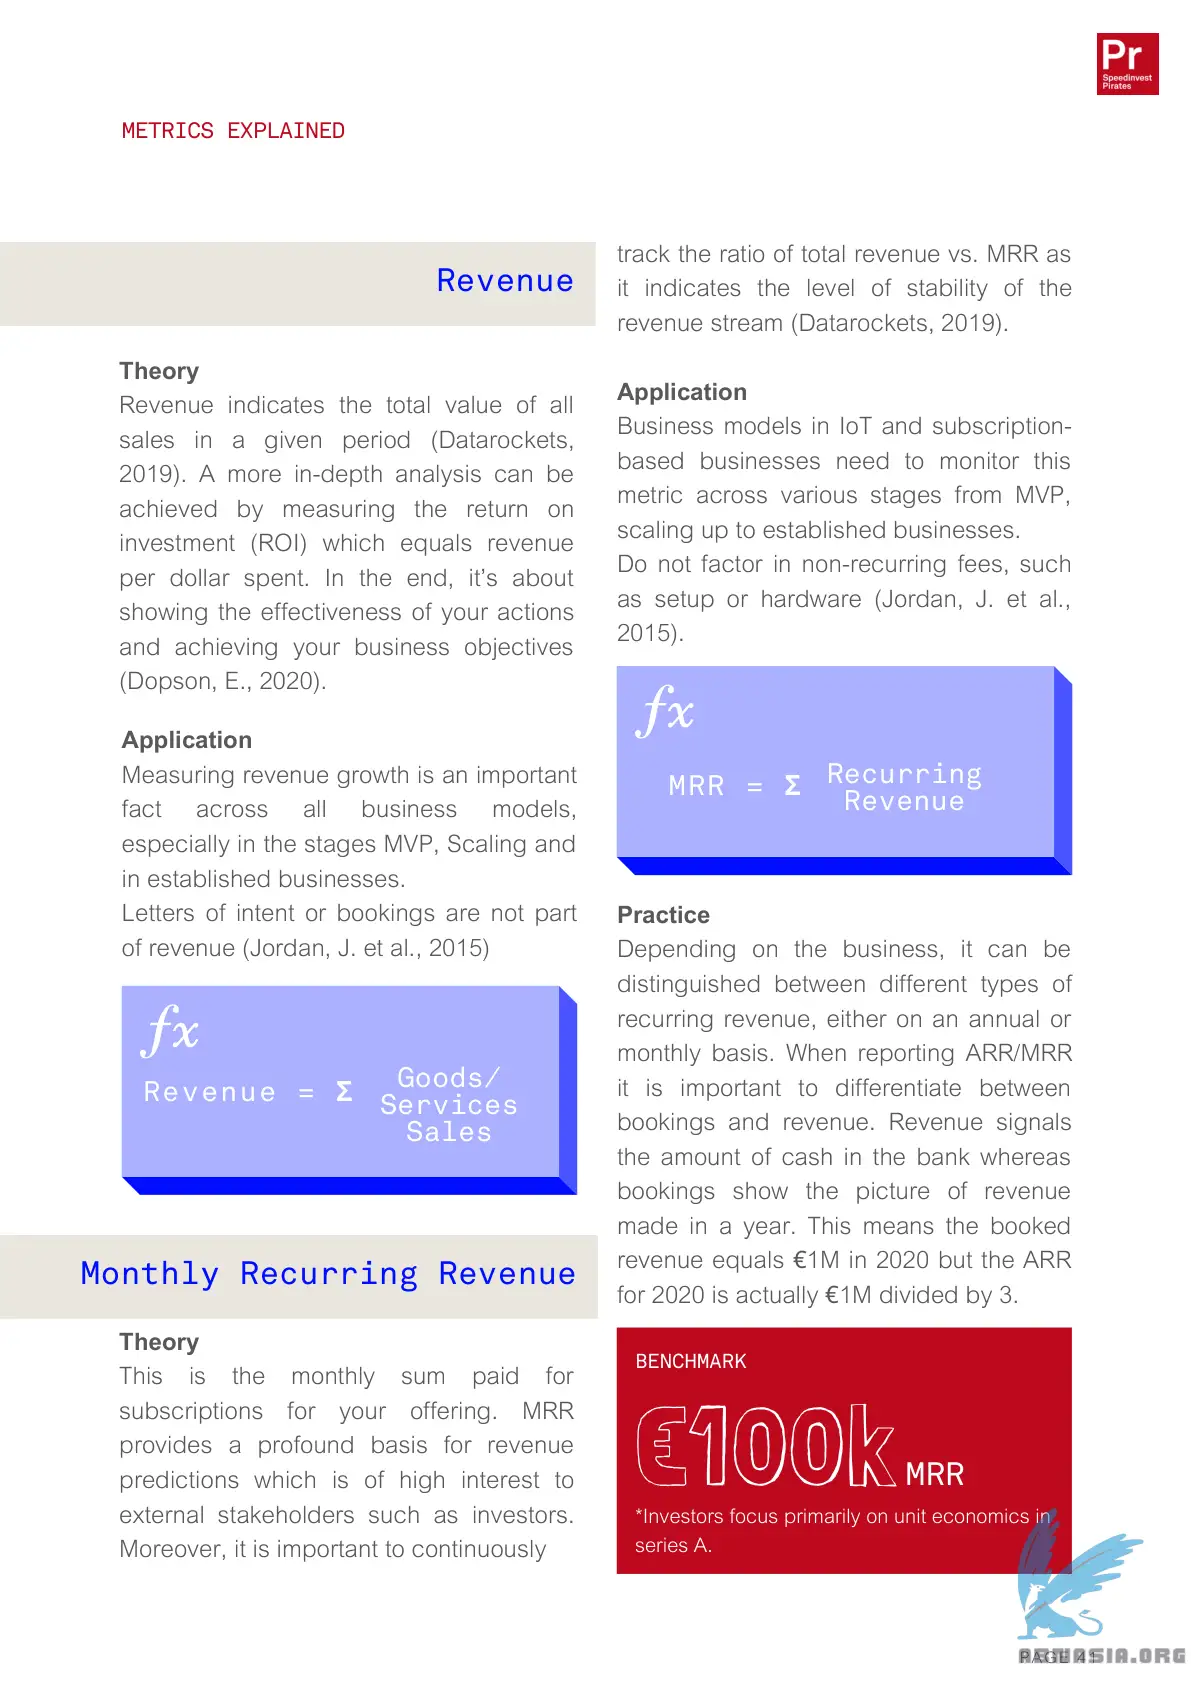 Pr
Speedinvest
Pirates
METRICS EXPLAINED
Revenue
Theory
Revenue indicates the total value of all
sales in a given period (Datarockets,
2019). A more in-depth analysis can be
achieved by measuring the return on
investment (ROI) which equals revenue
per dollar spent. In the end, it’s about
showing the effectiveness of your actions
and achieving your business objectives
(Dopson, E., 2020).
Application
Measuring revenue growth is an important
fact across all business models,
especially in the stages MVP, Scaling and
in established businesses.
Letters of intent or bookings are not part
of revenue (Jordan, J. et al., 2015)
fx
Revenue = Σ Goods/
Services
Sales
Monthly Recurring Revenue
Theory
This is the monthly sum paid for
subscriptions for your offering. MRR
provides a profound basis for revenue
predictions which is of high interest to
external stakeholders such as investors.
Moreover, it is important to continuously
track the ratio of total revenue vs. MRR as
it indicates the level of stability of the
revenue stream (Datarockets, 2019).
Application
Business models in IoT and subscription-
based businesses need to monitor this
metric across various stages from MVP,
scaling up to established businesses.
Do not factor in non-recurring fees, such
as setup or hardware (Jordan, J. et al.,
2015).
fx
MRR = Σ Recurring
Revenue
Practice
Depending on the business, it can be
distinguished between different types of
recurring revenue, either on an annual or
monthly basis. When reporting ARR/MRR
it is important to differentiate between
bookings and revenue. Revenue signals
the amount of cash in the bank whereas
bookings show the picture of revenue
made in a year. This means the booked
revenue equals €1M in 2020 but the ARR
for 2020 is actually €1M divided by 3.
BENCHMARK
€100k MRR
*Investors focus primarily on unit economics in
series A.
PAGE 41